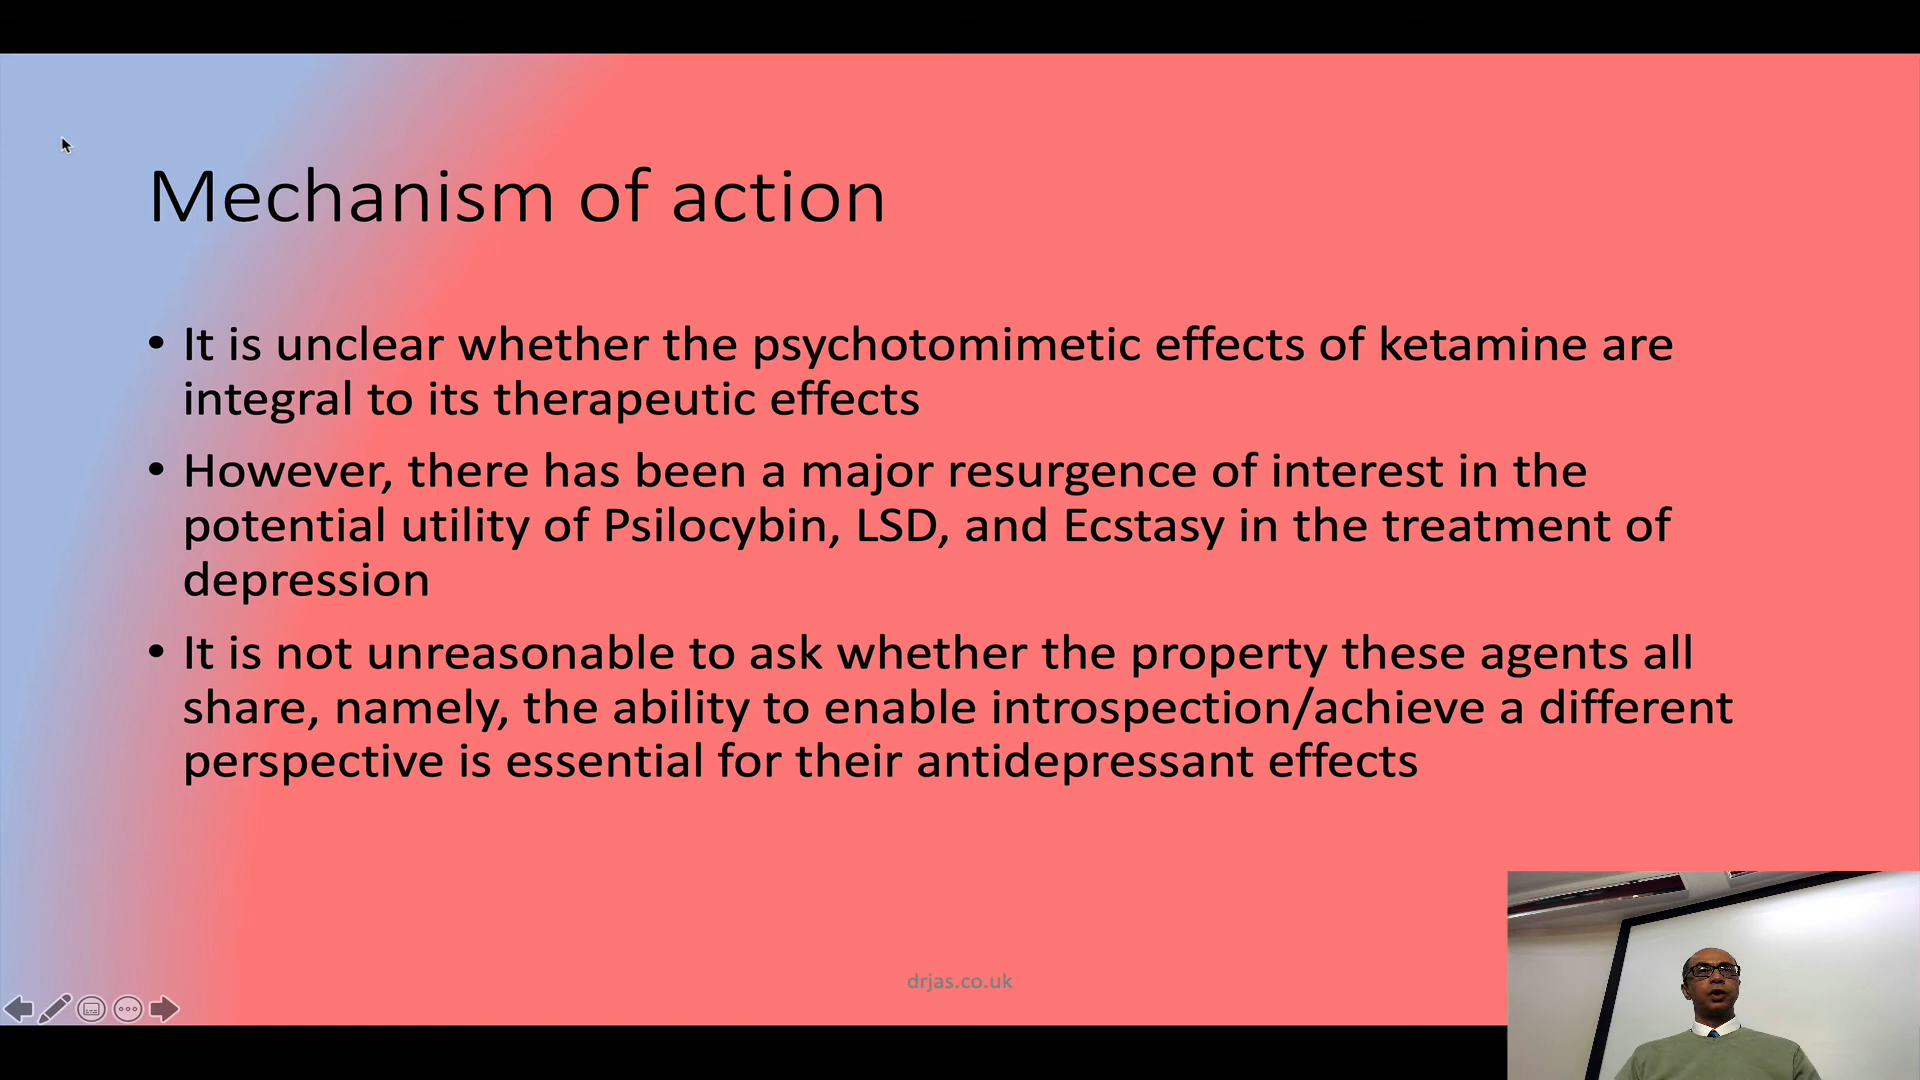 Mechanism of action
• It is unclear whether the psychotomimetic effects of ketamine are
integral to its therapeutic effects
• However, there has been a major resurgence of interest in the
potential utility of Psilocybin, LSD, and Ecstasy in the treatment of
depression
• It is not unreasonable to ask whether the property these agents all
share, namely, the ability to enable introspection/achieve a different
perspective is essential for their antidepressant effects
drjas.co.uk